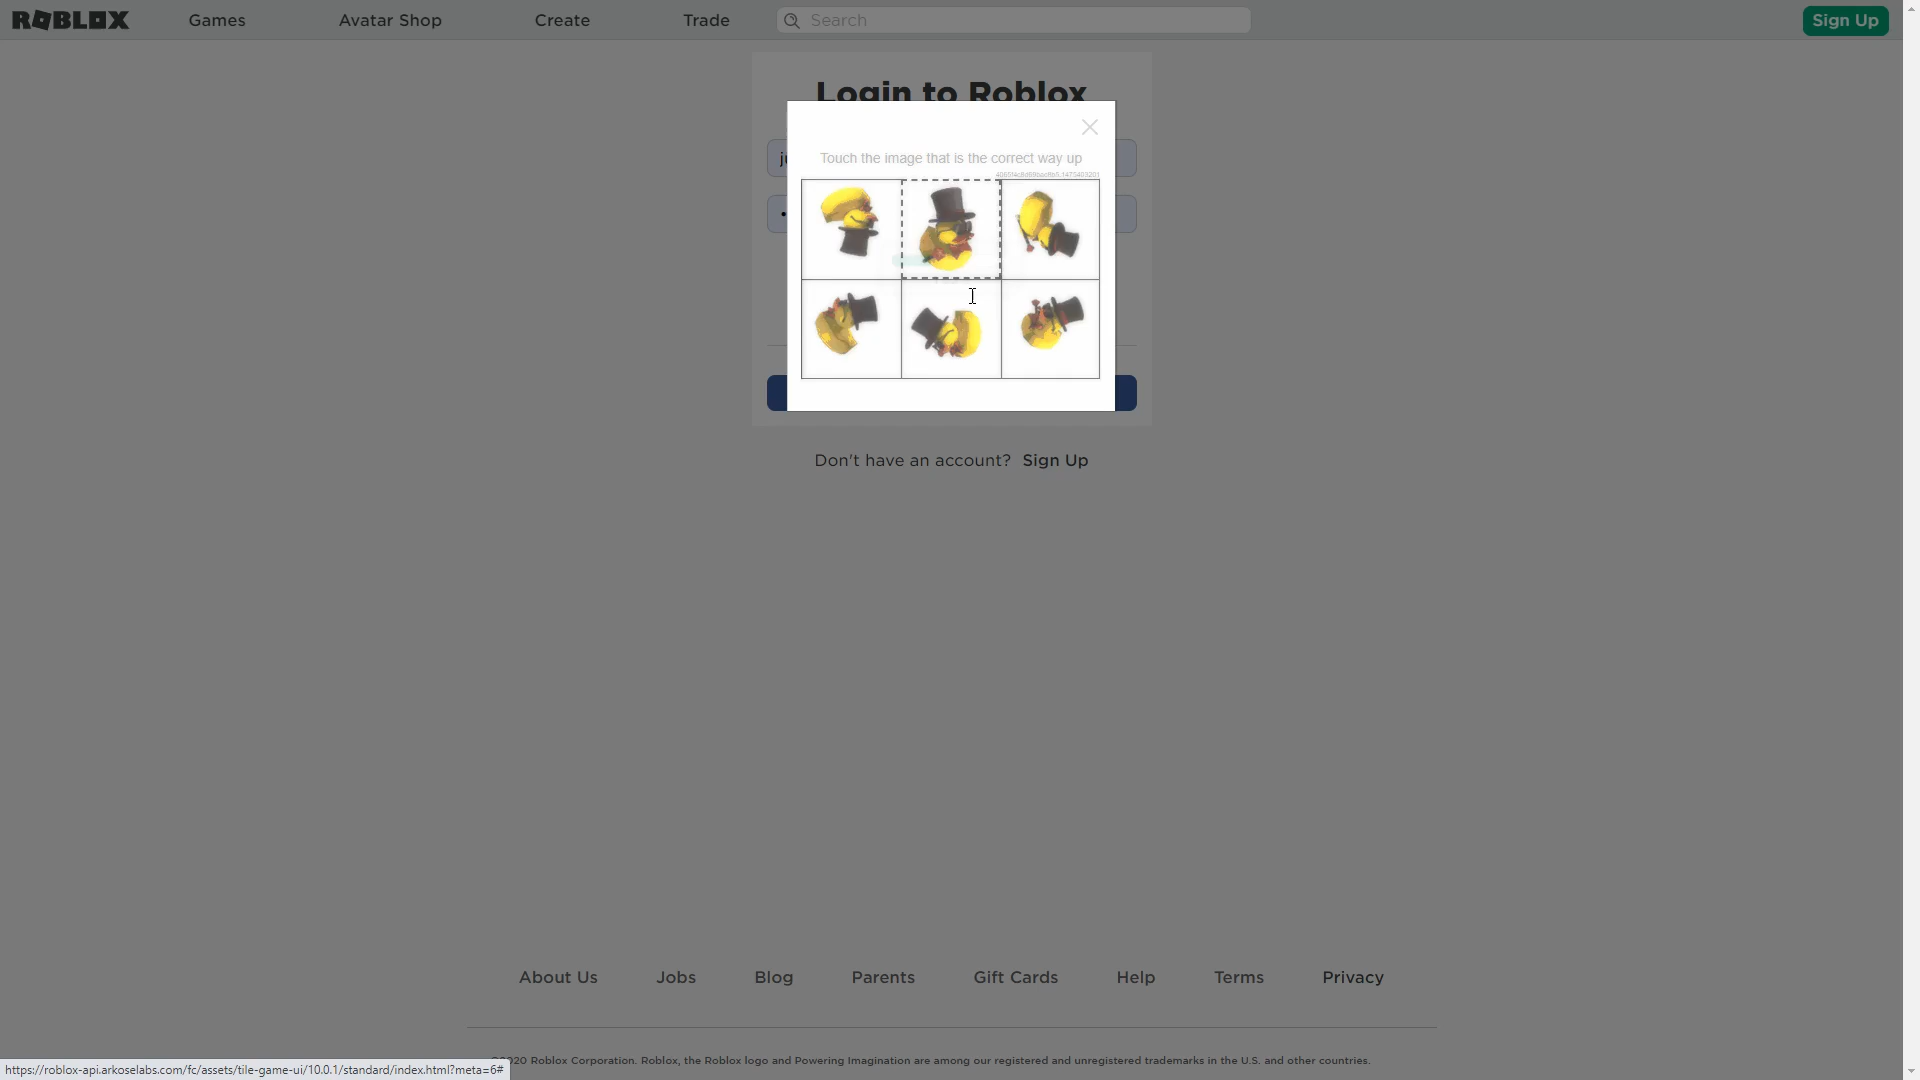 ROBLOX Games Avatar Shop Create Trade Search Sign Up
Login to Roblox
Touch the image that is the correct way up
Don't have an account? Sign Up
About Us Jobs Blog Parents Gift Cards Help Terms Privacy
Roblox Corporation. Roblox, the Roblox logo and Powering Imagination are among our registered and unregistered trademarks in the U.S. and other countries.
https://roblox-api.arkoselabs.com/fc/assets/tile-game-ui/10.0.1/standard/index.html?meta=6#